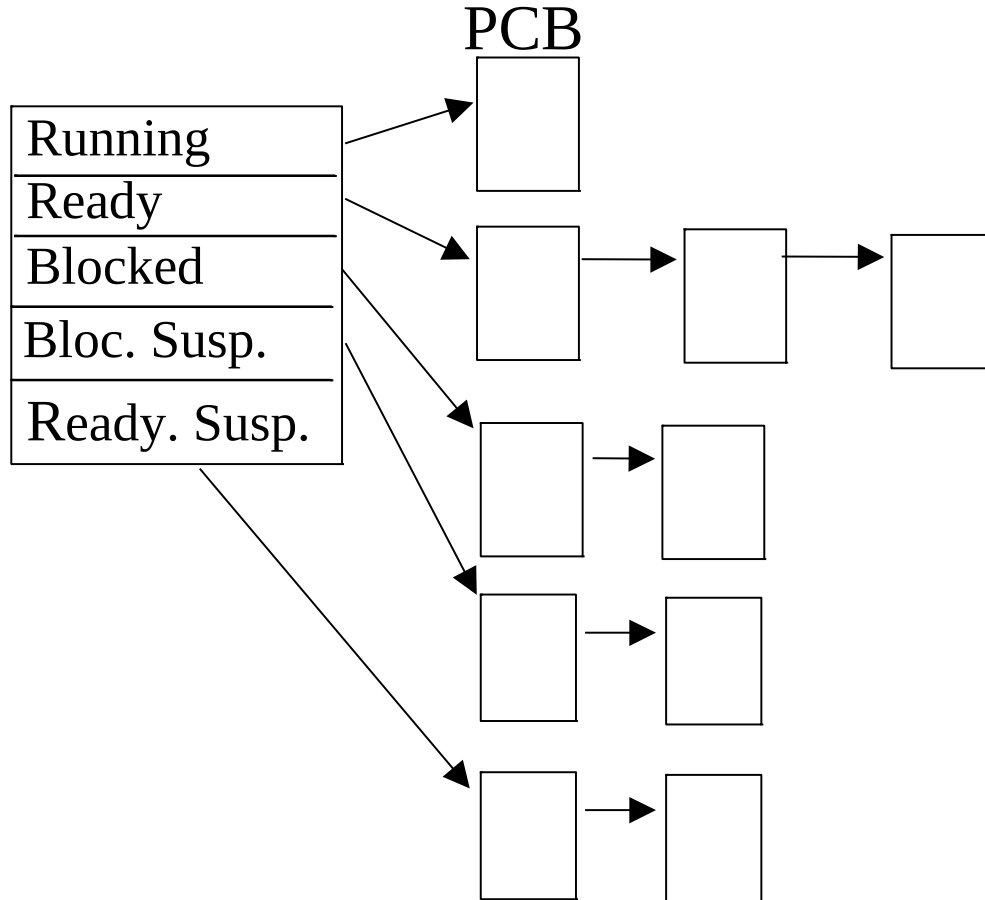 PCB
Running
Ready
Blocked
Bloc. Susp.
Ready. Susp.